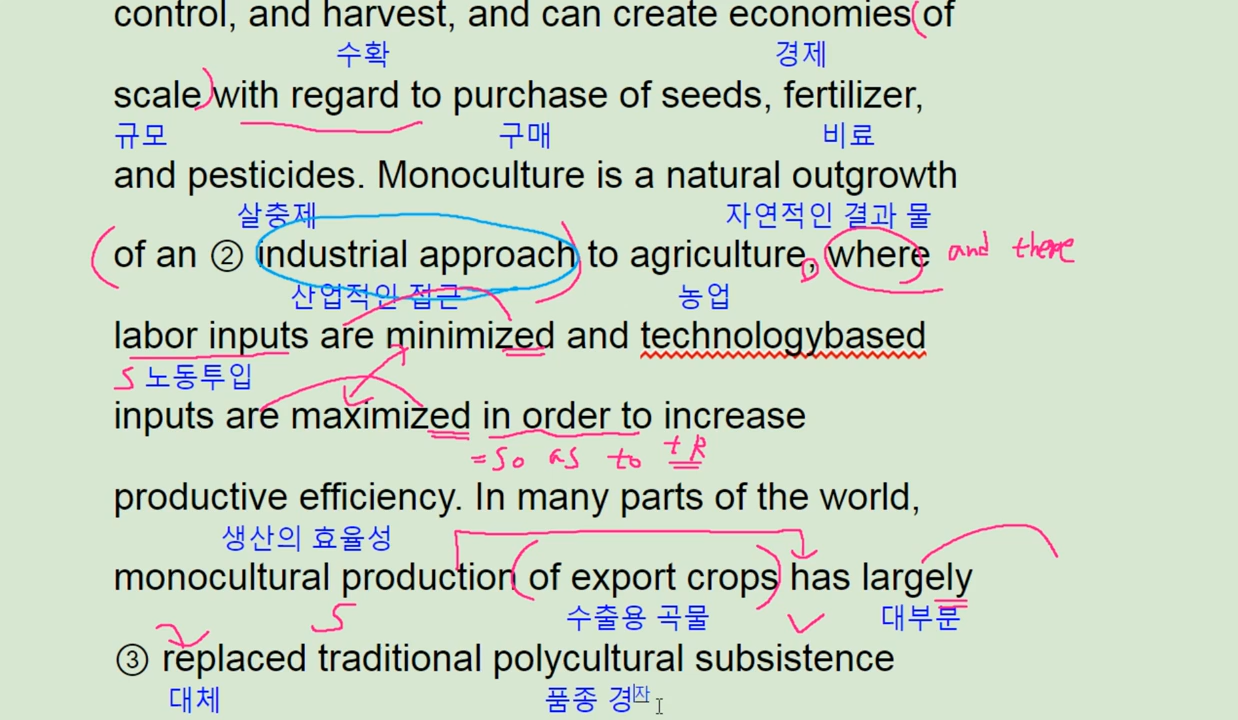 control, and harvest, and can create economies (of
수확 경제
scale) with regard to purchase of seeds, fertilizer,
규모 구매 비료
and pesticides. Monoculture is a natural outgrowth
살충제 자연적인 결과 물
(of an ② industrial approach) to agriculture, where and there
산업적인 접근 농업
labor inputs are minimized and technologybased
S 노동투입
inputs are maximized in order to increase
= so as to + R
productive efficiency. In many parts of the world,
생산의 효율성
monocultural production (of export crops) has largely
S 수출용 곡물 V 대부분
③ replaced traditional polycultural subsistence
대체 품종 경자